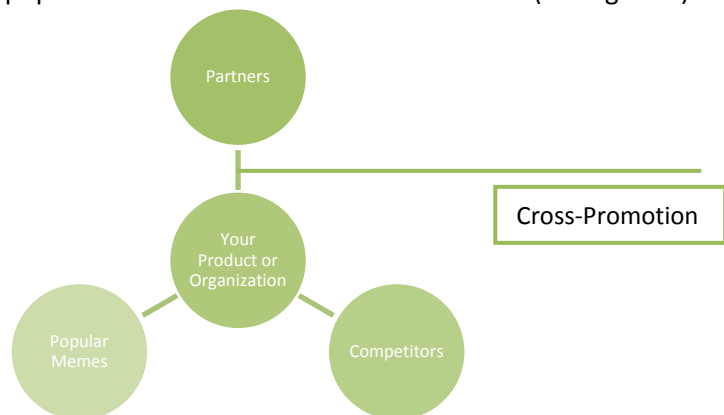 Partners
Cross-Promotion
Your
Product or
Organization
Popular
Memes
Competitors